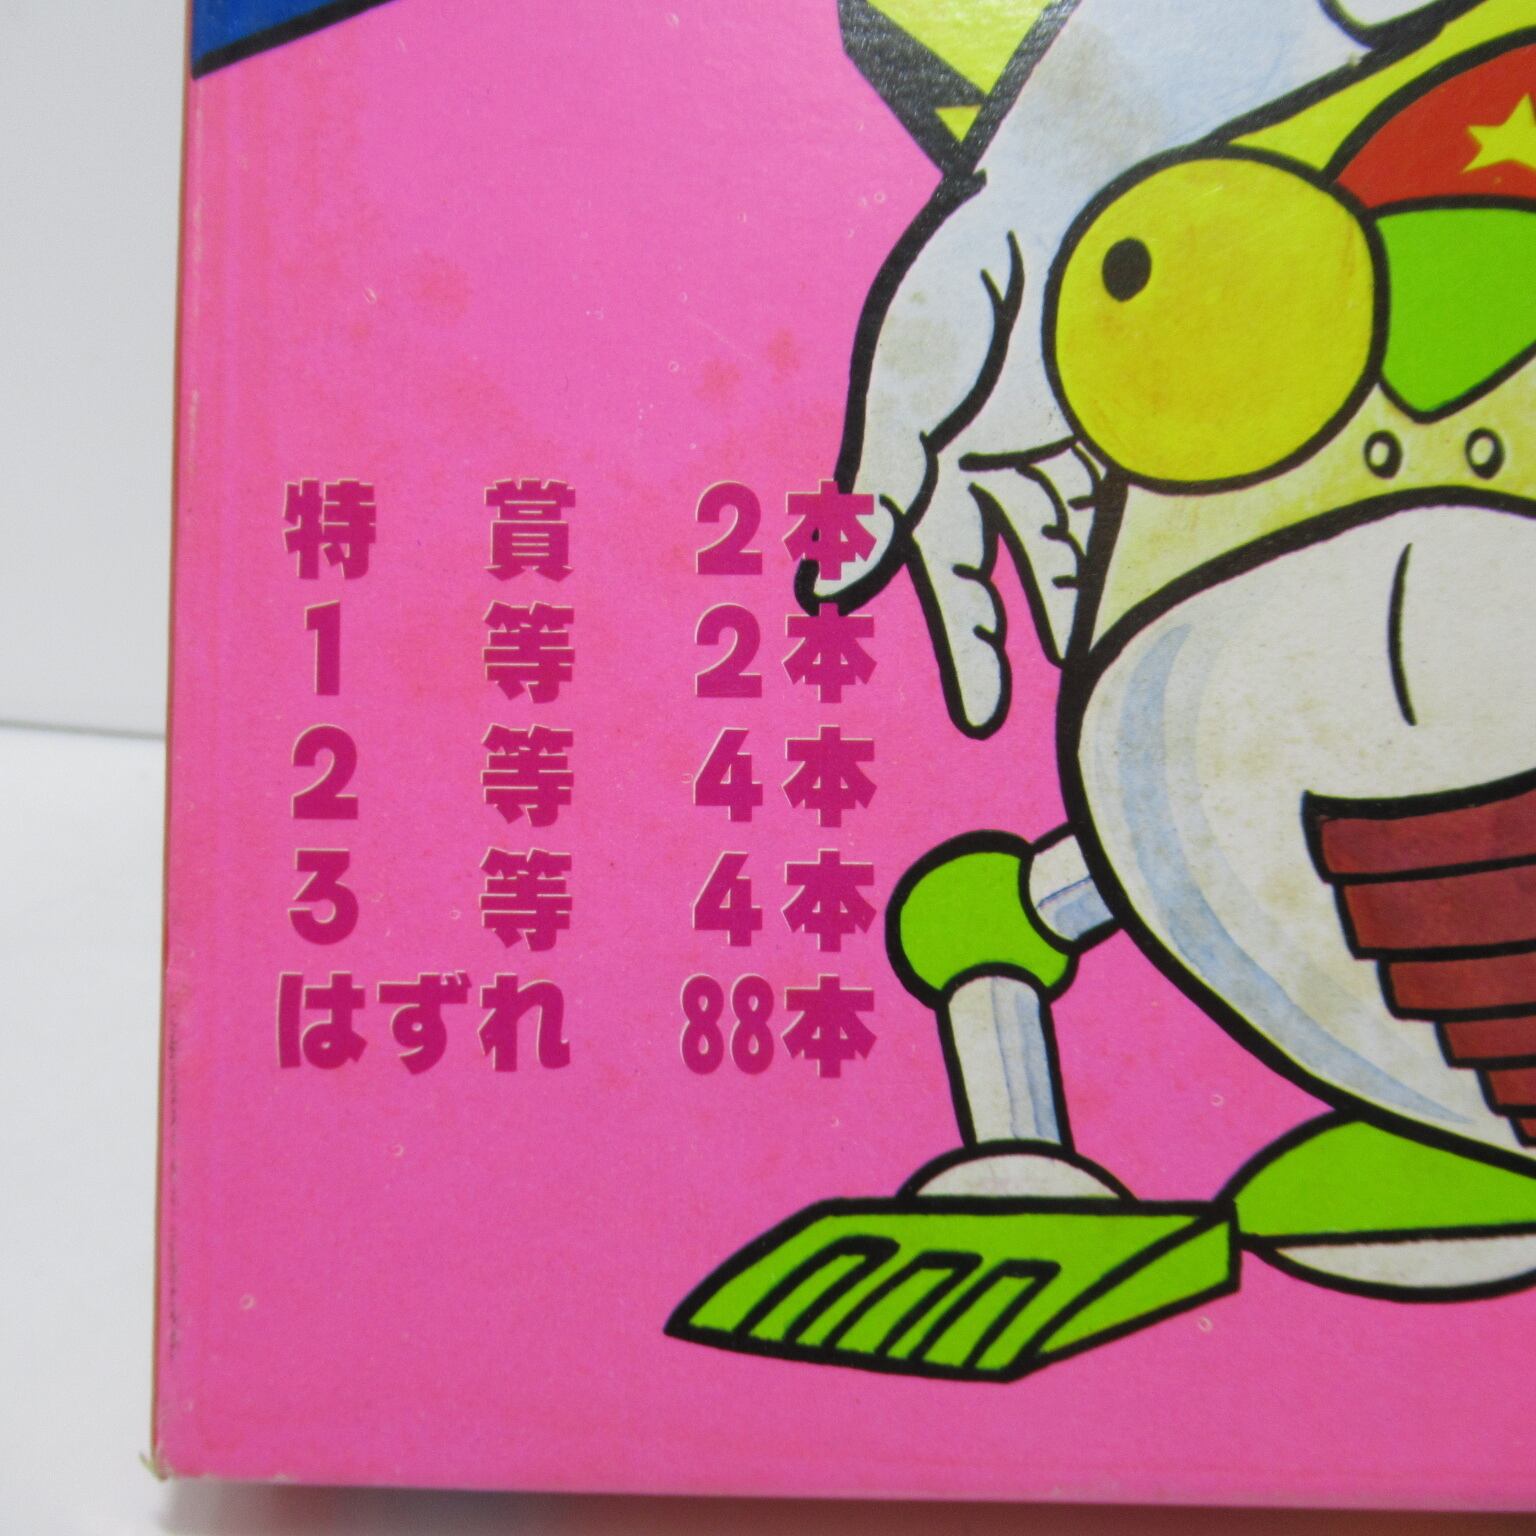 特賞 2本
1等 2本
2等 4本
3等 4本
はずれ 88本